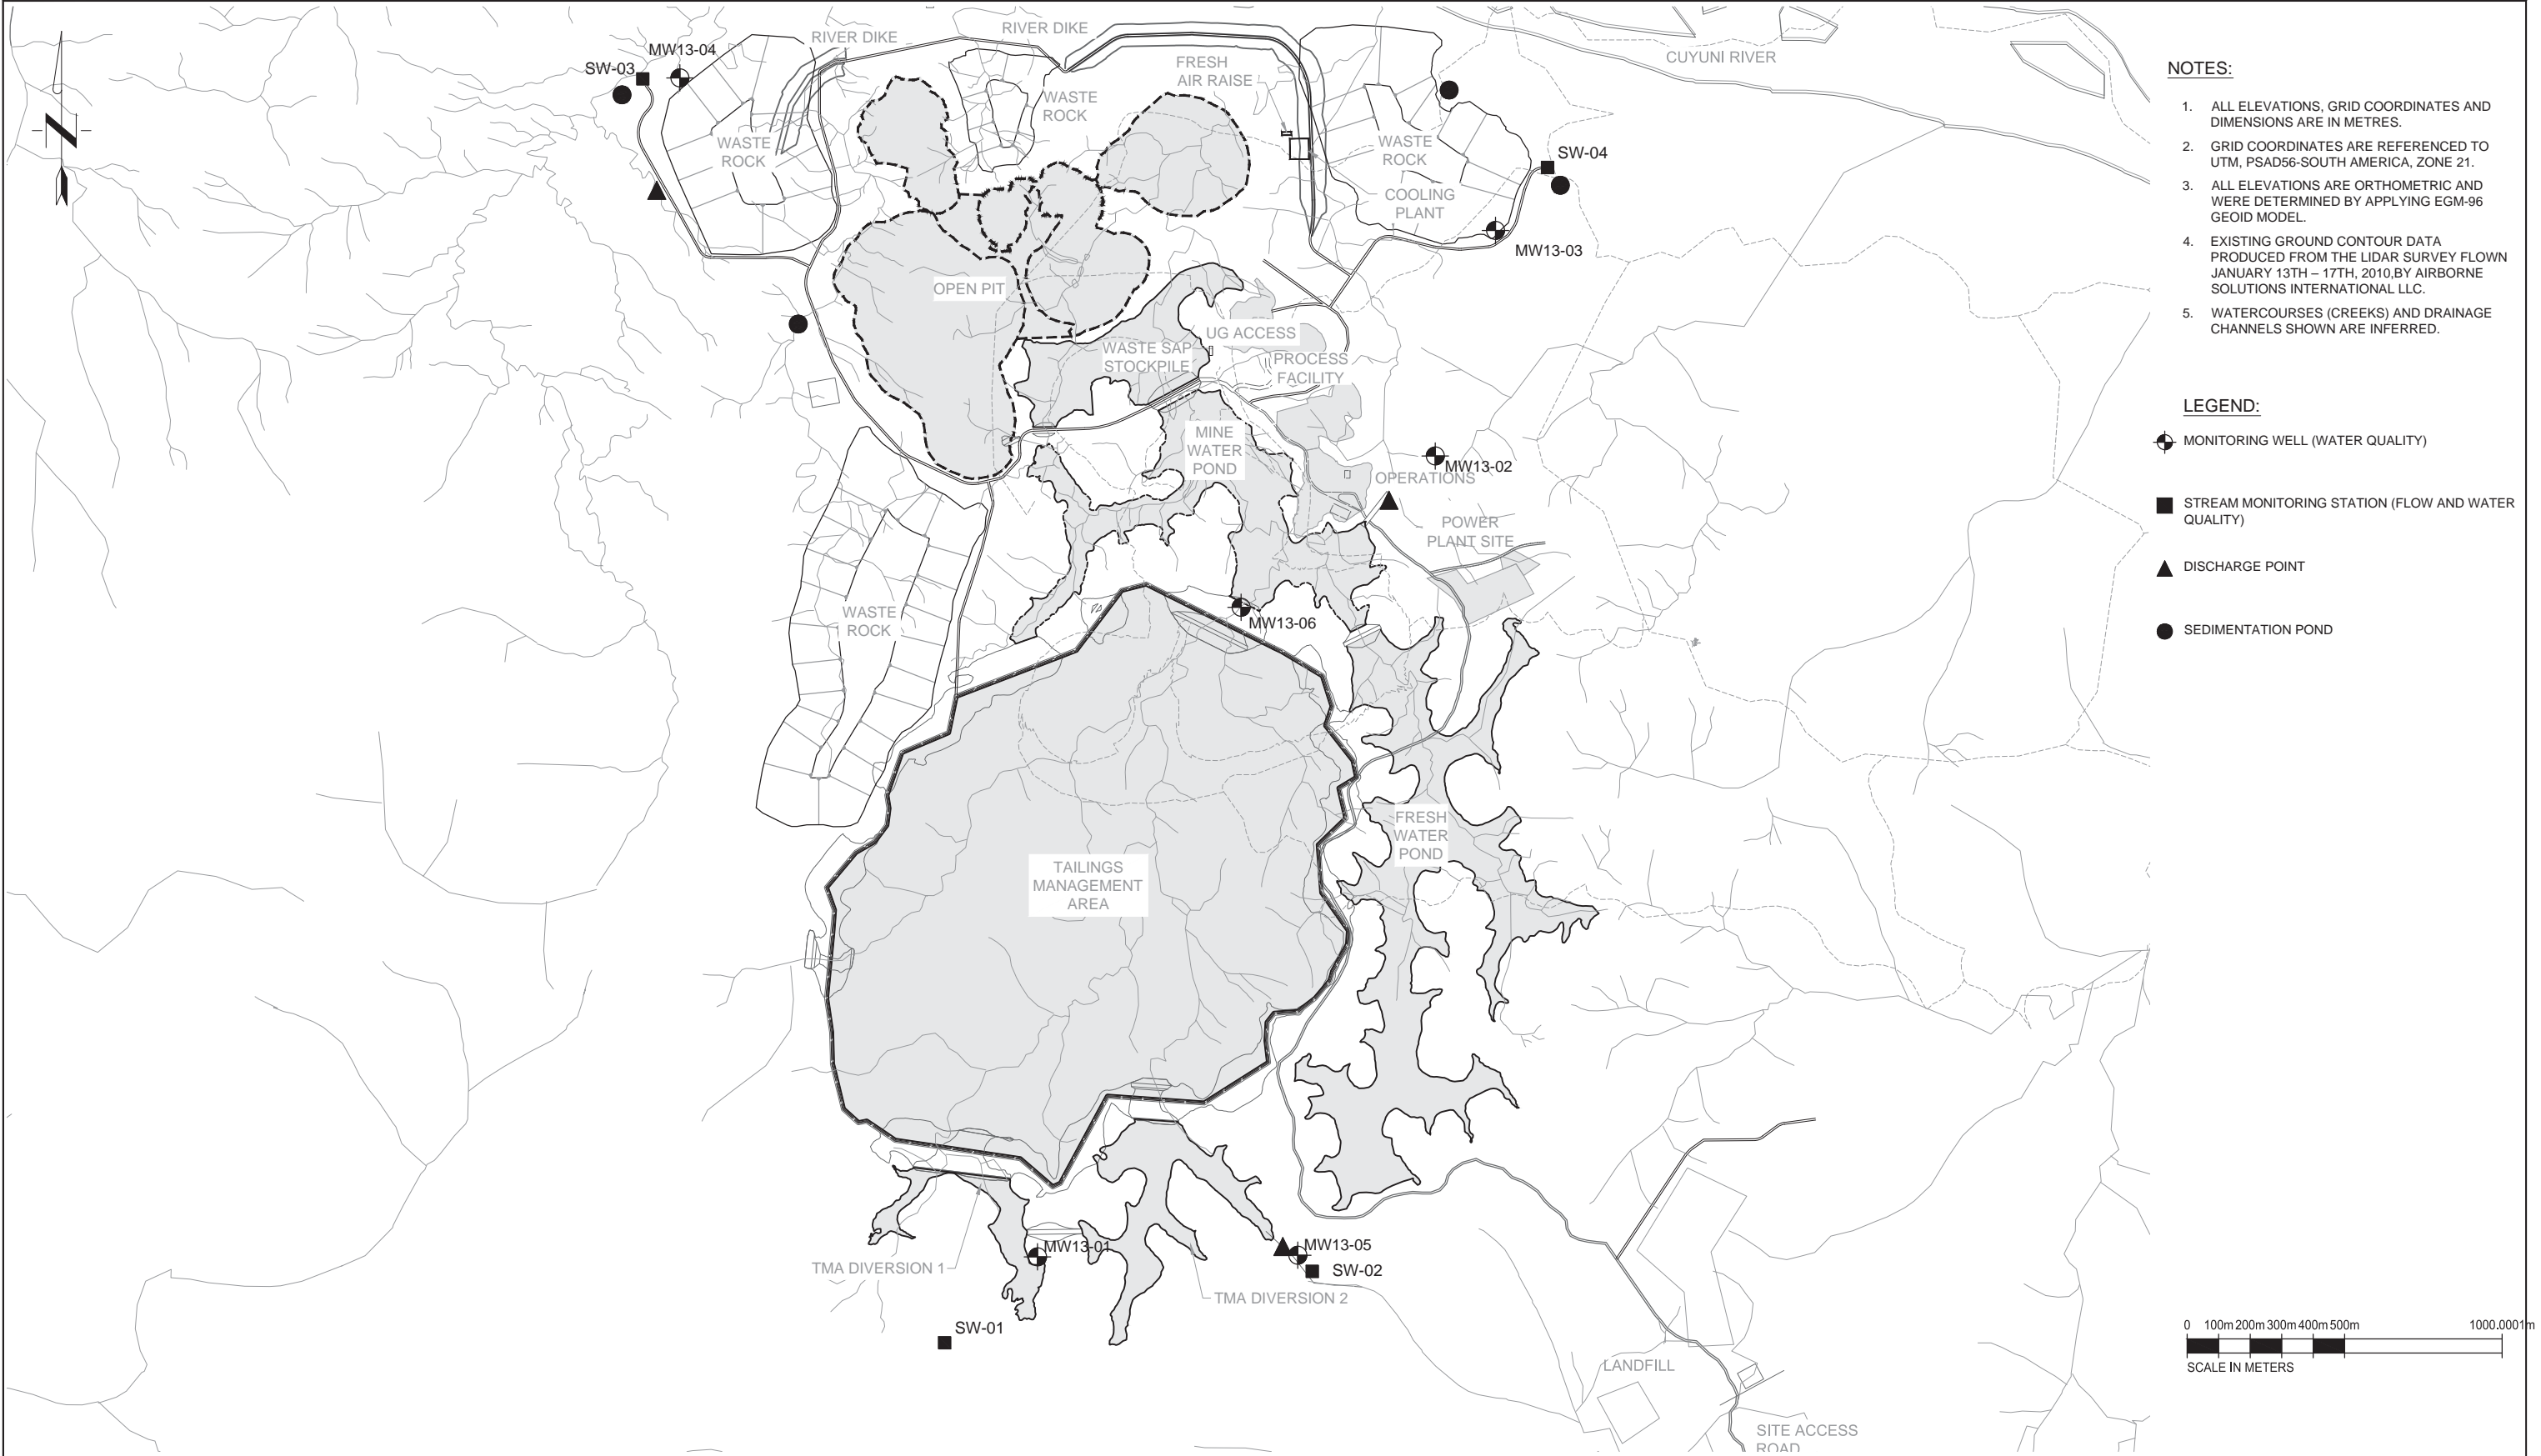 RIVER DIKE
RIVER DIKE
CUYUNI RIVER
MW13-04
SW-03
FRESH
AIR RAISE
WASTE
ROCK
WASTE
ROCK
WASTE
ROCK
SW-04
COOLING
PLANT
MW13-03
OPEN PIT
UG ACCESS
WASTE SAP
STOCKPILE
PROCESS
FACILITY
MINE
WATER
POND
MW13-02
OPERATIONS
POWER
PLANT SITE
WASTE
ROCK
MW13-06
FRESH
WATER
POND
TAILINGS
MANAGEMENT
AREA
MW13-01
MW13-05
TMA DIVERSION 1
SW-02
TMA DIVERSION 2
SW-01
LANDFILL
SITE ACCESS
ROAD
N
NOTES:
1. ALL ELEVATIONS, GRID COORDINATES AND
DIMENSIONS ARE IN METRES.
2. GRID COORDINATES ARE REFERENCED TO
UTM, PSAD56-SOUTH AMERICA, ZONE 21.
3. ALL ELEVATIONS ARE ORTHOMETRIC AND
WERE DETERMINED BY APPLYING EGM-96
GEOID MODEL.
4. EXISTING GROUND CONTOUR DATA
PRODUCED FROM THE LIDAR SURVEY FLOWN
JANUARY 13TH – 17TH, 2010,BY AIRBORNE
SOLUTIONS INTERNATIONAL LLC.
5. WATERCOURSES (CREEKS) AND DRAINAGE
CHANNELS SHOWN ARE INFERRED.
LEGEND:
MONITORING WELL (WATER QUALITY)
STREAM MONITORING STATION (FLOW AND WATER
QUALITY)
DISCHARGE POINT
SEDIMENTATION POND
0 100m 200m 300m 400m 500m 1000.0001m
SCALE IN METERS